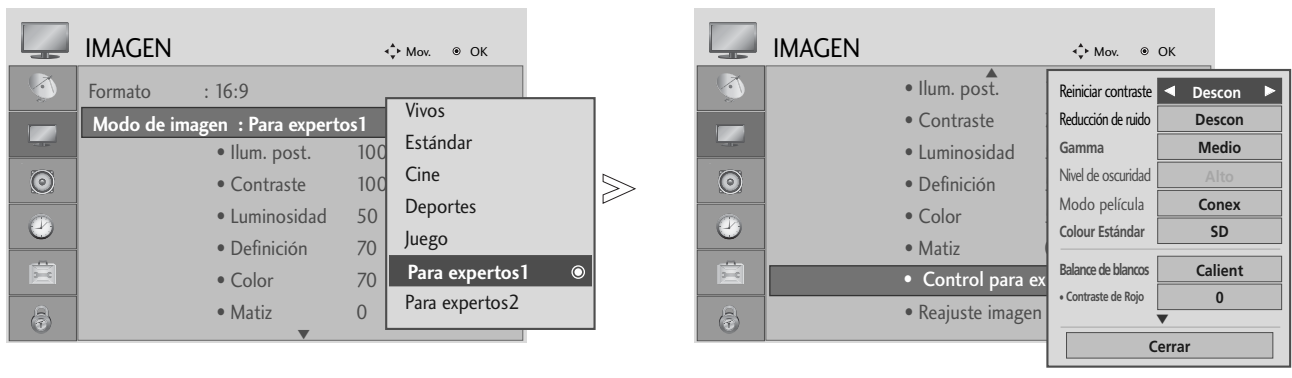 IMAGEN
Mov. OK
Formato : 16:9
Modo de imagen : Para expertos1
• Ilum. post. 100
• Contraste 100
• Luminosidad 50
• Definición 70
• Color 70
• Matiz 0
Vivos
Estándar
Cine
Deportes
Juego
Para expertos1
Para expertos2
IMAGEN
Mov. OK
• Ilum. post.
• Contraste
• Luminosidad
• Definición
• Color
• Matiz
• Control para ex
• Reajuste imagen
Reiniciar contraste Descon
Reducción de ruido Descon
Gamma Medio
Nivel de oscuridad Alto
Modo película Conex
Colour Estándar SD
Balance de blancos Calient
• Contraste de Rojo 0
Cerrar